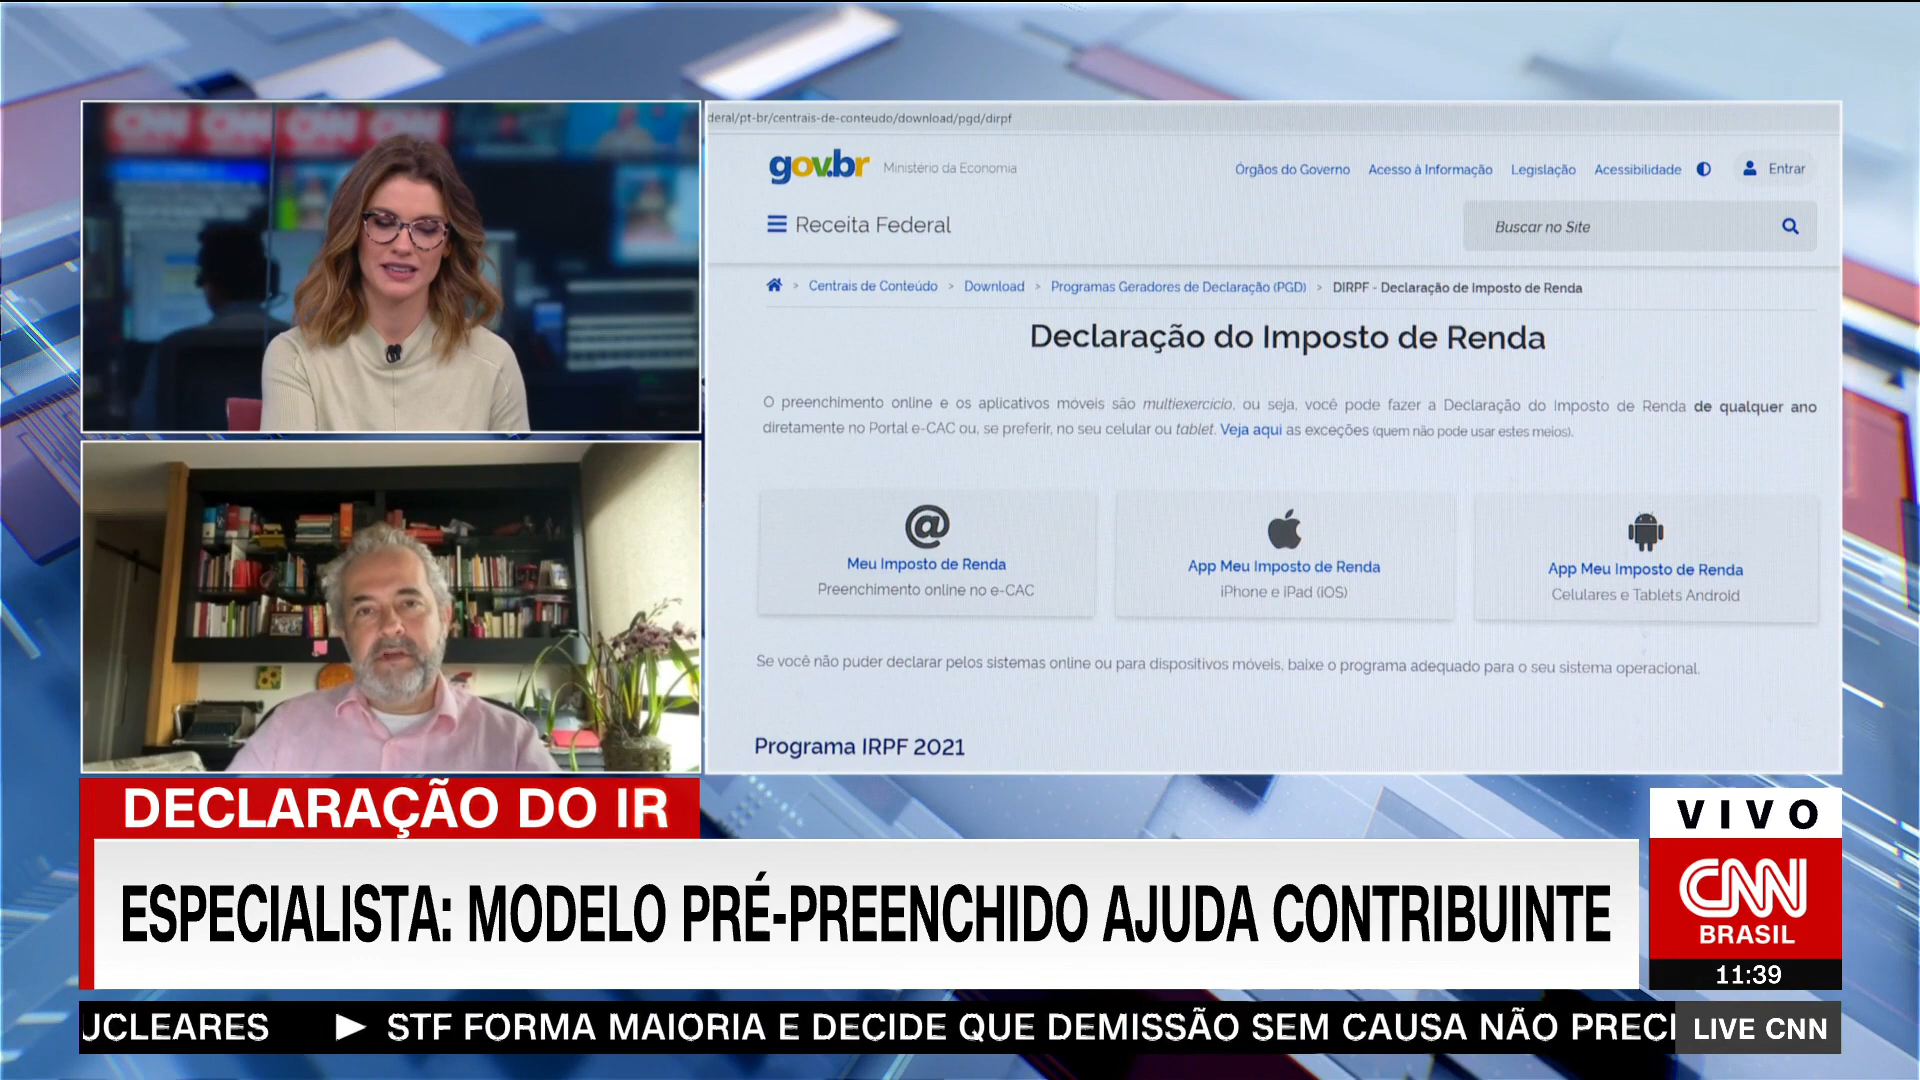 CNN CNN CNN CNN
deral/pt-br/centrais-de-conteudo/download/pgd/dirpf
gov.br Ministério da Economia
Órgãos do Governo Acesso à Informação Legislação Acessibilidade Entrar
Receita Federal
Buscar no Site
> Centrais de Conteúdo > Download > Programas Geradores de Declaração (PGD) > DIRPF - Declaração de Imposto de Renda
Declaração do Imposto de Renda
O preenchimento online e os aplicativos móveis são multiexercício, ou seja, você pode fazer a Declaração do Imposto de Renda de qualquer ano
diretamente no Portal e-CAC ou, se preferir, no seu celular ou tablet. Veja aqui as exceções (quem não pode usar estes meios).
Meu Imposto de Renda
Preenchimento online no e-CAC
App Meu Imposto de Renda
iPhone e iPad (iOS)
App Meu Imposto de Renda
Celulares e Tablets Android
Se você não puder declarar pelos sistemas online ou para dispositivos móveis, baixe o programa adequado para o seu sistema operacional.
Programa IRPF 2021
DECLARAÇÃO DO IR
ESPECIALISTA: MODELO PRÉ-PREENCHIDO AJUDA CONTRIBUINTE
VIVO
CNN
BRASIL
11:39
UCLEARES ▶ STF FORMA MAIORIA E DECIDE QUE DEMISSÃO SEM CAUSA NÃO PRECI
LIVE CNN